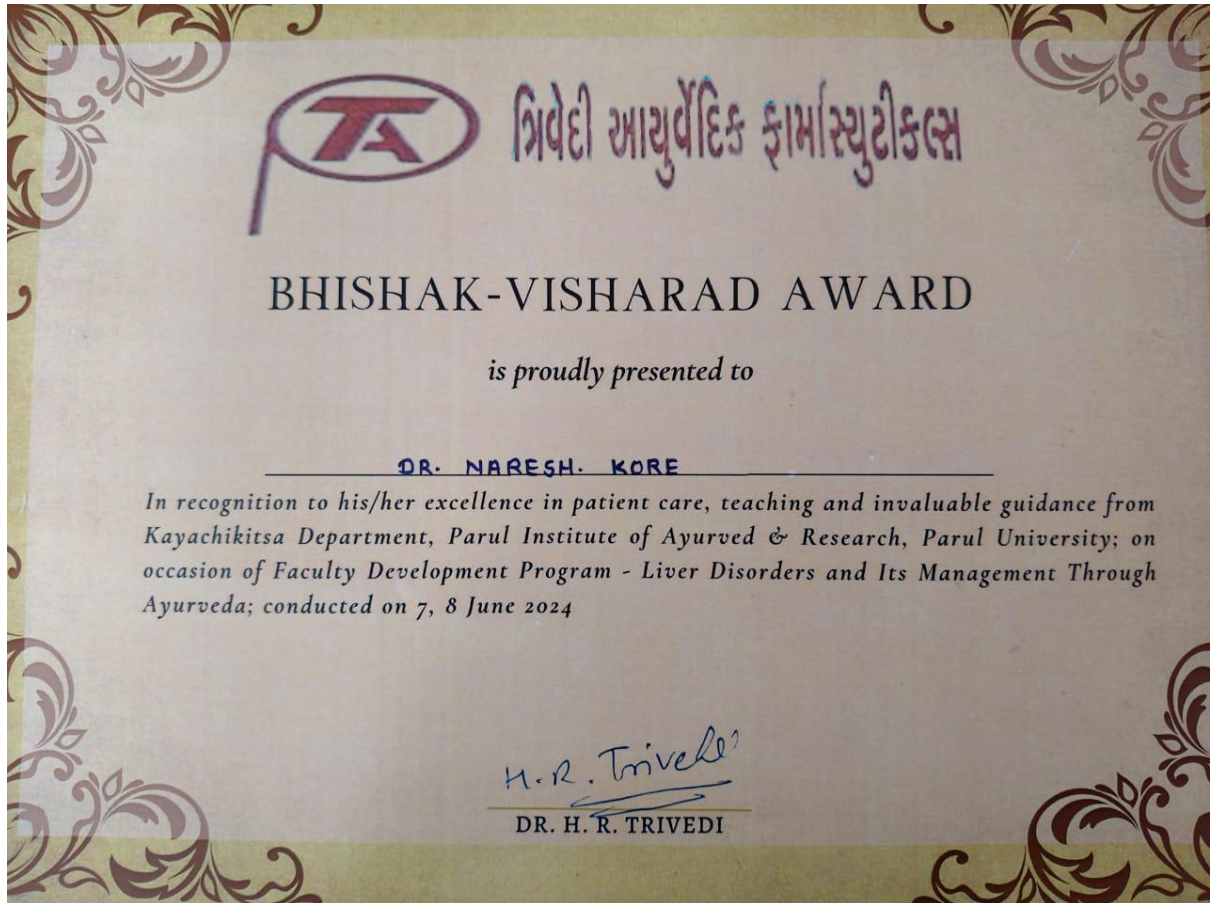 TA
ત્રિવેદી આયુર્વેદિક ફાર્માસ્યુટીકલ્સ
BHISHAK-VISHARAD AWARD
is proudly presented to
DR. NARESH. KORE
In recognition to his/her excellence in patient care, teaching and invaluable guidance from
Kayachikitsa Department, Parul Institute of Ayurved & Research, Parul University; on
occasion of Faculty Development Program - Liver Disorders and Its Management Through
Ayurveda; conducted on 7, 8 June 2024
H.R. Trivedi
DR. H. R. TRIVEDI